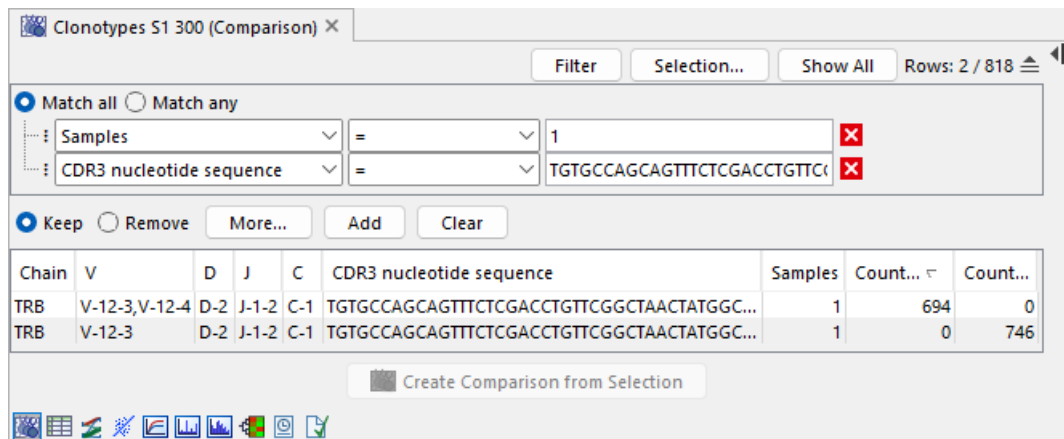 Clonotypes S1 300 (Comparison)
Filter Selection... Show All Rows: 2 / 818
Match all Match any
Samples = 1
CDR3 nucleotide sequence = TGTGCCAGCAGTTTCTCGACCTGTTC
Keep Remove More... Add Clear
Chain V D J C CDR3 nucleotide sequence Samples Count... Count...
TRB V-12-3,V-12-4 D-2 J-1-2 C-1 TGTGCCAGCAGTTTCTCGACCTGTTCGGCTAACTATGGC... 1 694 0
TRB V-12-3 D-2 J-1-2 C-1 TGTGCCAGCAGTTTCTCGACCTGTTCGGCTAACTATGGC... 1 0 746
Create Comparison from Selection